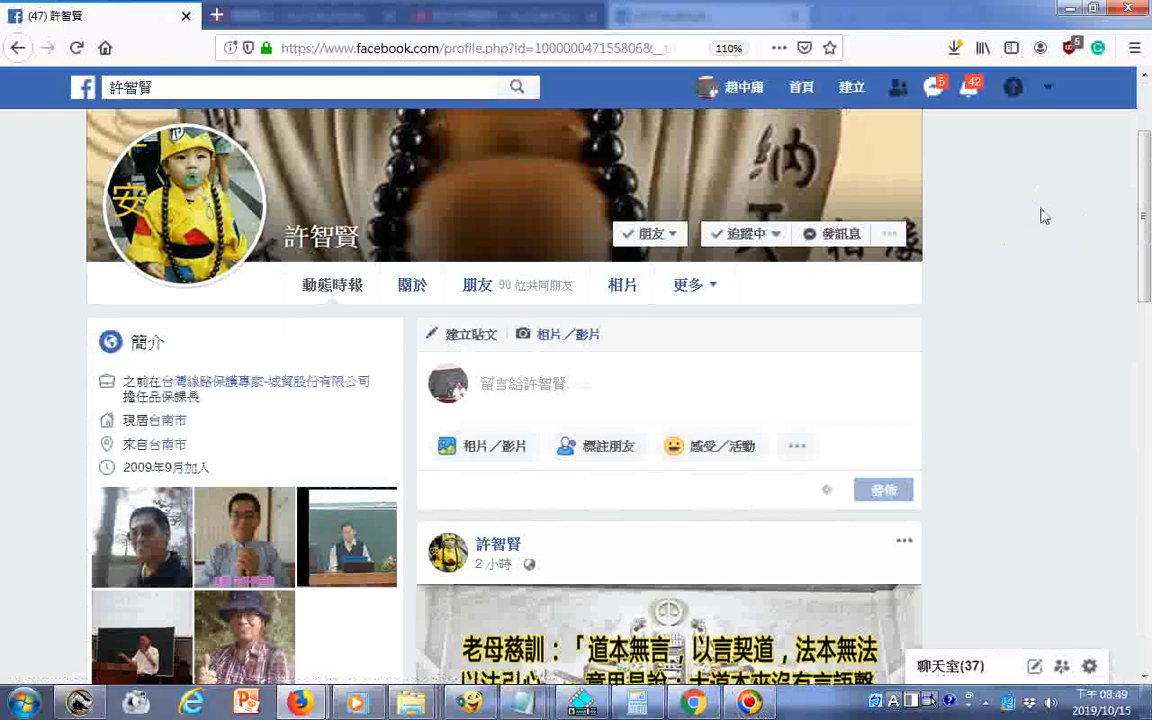 (47) 許智賢
https://www.facebook.com/profile.php?id=100000047155806&__t
110%
許智賢
趙中庸
首頁
建立
5
42
安
納
許智賢
朋友
追蹤中
發訊息
動態時報
關於
朋友 90 位共同朋友
相片
更多
簡介
之前在台灣線路保護專家-城貿股份有限公司
擔任品保課長
現居台南市
來自台南市
2009年9月加入
建立貼文
相片／影片
留言給許智賢......
相片／影片
標註朋友
感受／活動
發佈
許智賢
2 小時
老母慈訓：「道本無言，以言契道，法本無法
聊天室(37)
下午 08:49
2019/10/15